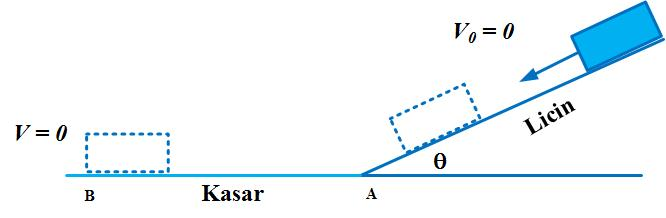 V₀ = 0
Licin
V = 0
θ
B
Kasar
A